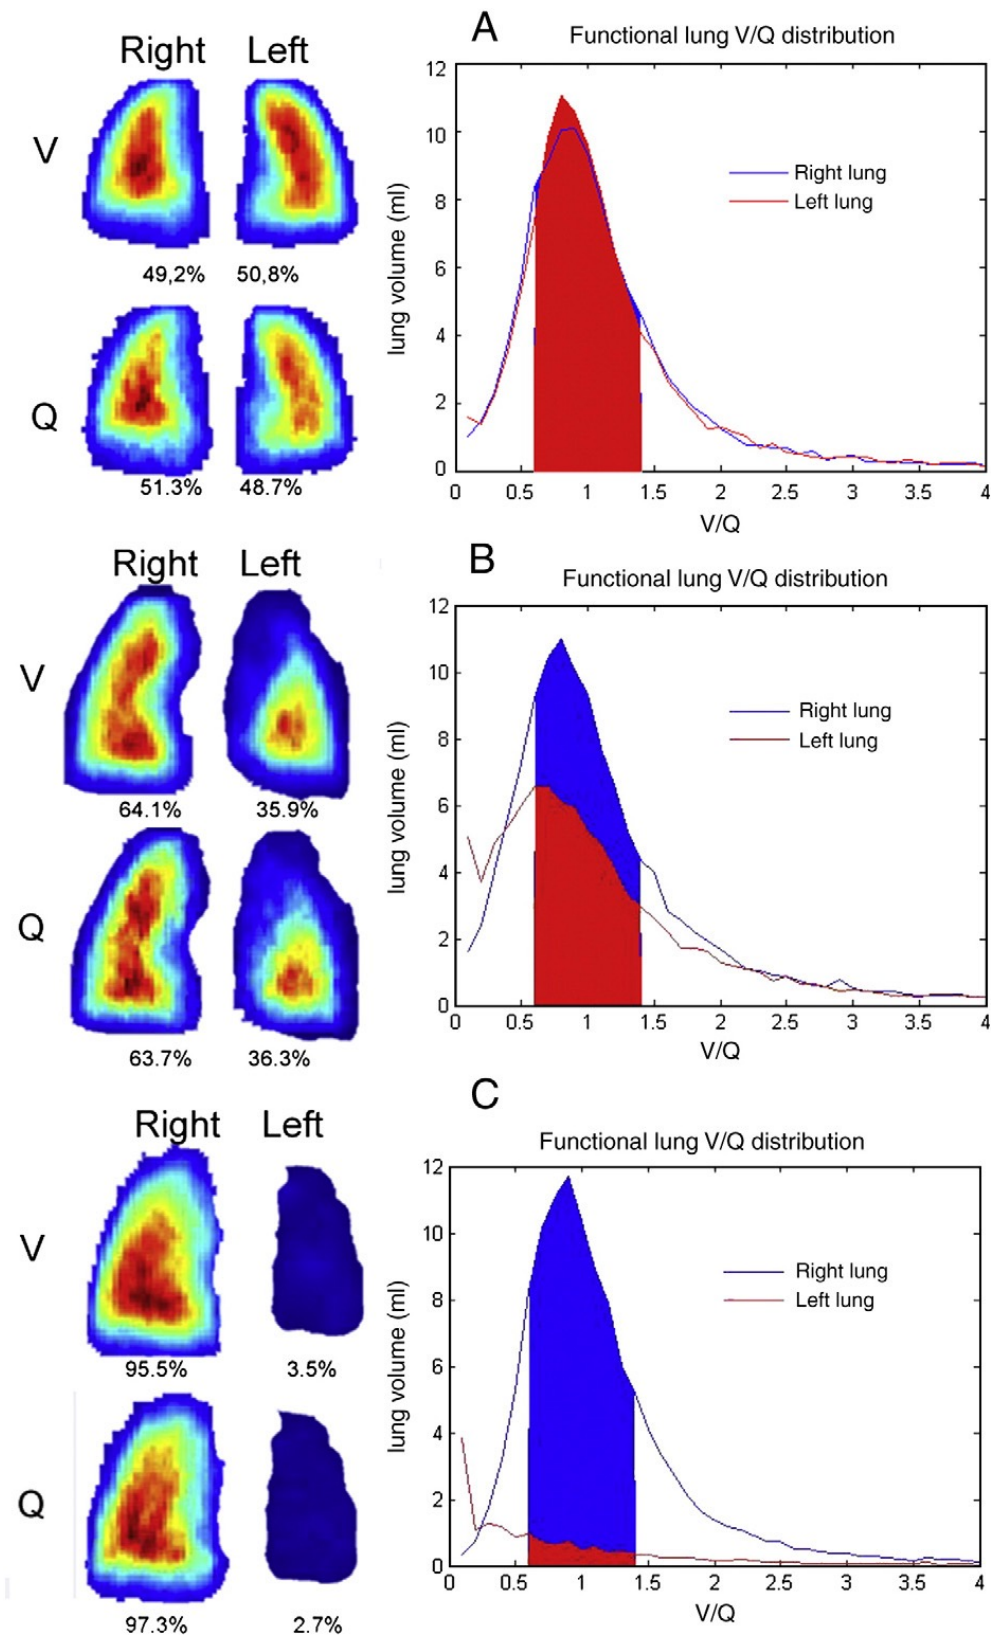 A
Right Left
Functional lung V/Q distribution
V
49,2% 50,8%
Q
51.3% 48.7%
lung volume (ml)
12
10
8
6
4
2
0
Right lung
Left lung
0 0.5 1 1.5 2 2.5 3 3.5 4
V/Q
B
Right Left
Functional lung V/Q distribution
V
64.1% 35.9%
Q
63.7% 36.3%
lung volume (ml)
12
10
8
6
4
2
0
Right lung
Left lung
0 0.5 1 1.5 2 2.5 3 3.5 4
V/Q
C
Right Left
Functional lung V/Q distribution
V
95.5% 3.5%
Q
97.3% 2.7%
lung volume (ml)
12
10
8
6
4
2
0
Right lung
Left lung
0 0.5 1 1.5 2 2.5 3 3.5 4
V/Q